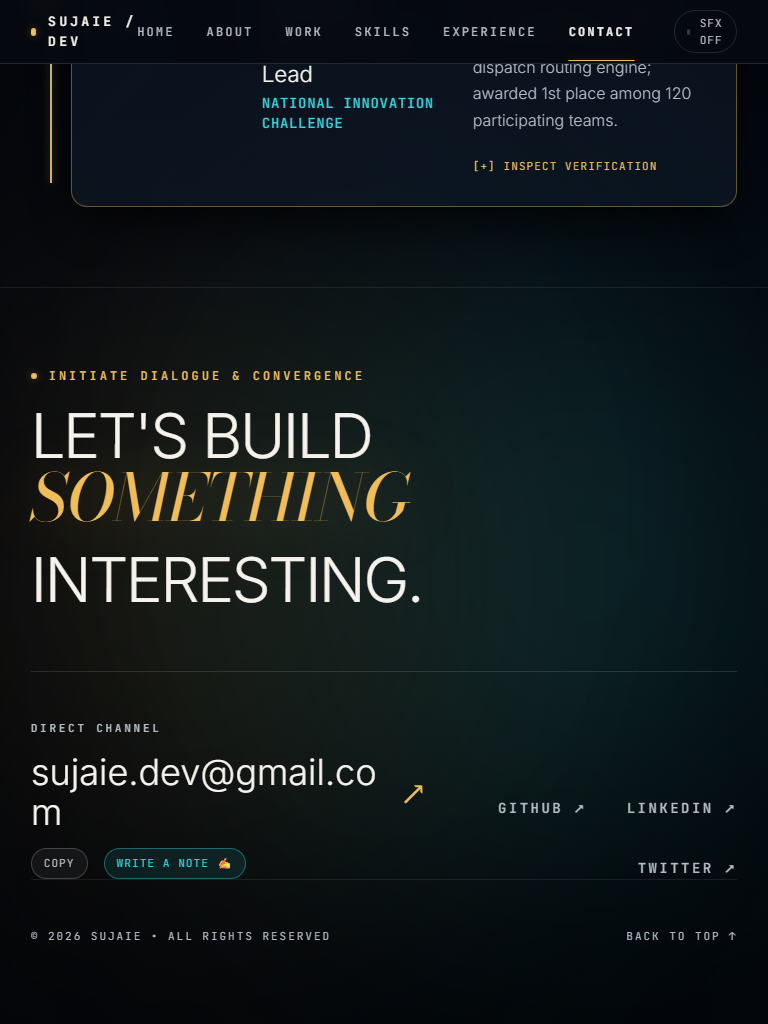 SUJAIE / DEV
HOME ABOUT WORK SKILLS EXPERIENCE CONTACT
SFX OFF
Lead
NATIONAL INNOVATION
CHALLENGE
dispatch routing engine;
awarded 1st place among 120
participating teams.
[+] INSPECT VERIFICATION
INITIATE DIALOGUE & CONVERGENCE
LET'S BUILD
SOMETHING
INTERESTING.
DIRECT CHANNEL
sujaie.dev@gmail.co
m
↗
GITHUB ↗ LINKEDIN ↗
COPY WRITE A NOTE ✍️
TWITTER ↗
© 2026 SUJAIE • ALL RIGHTS RESERVED
BACK TO TOP ↑